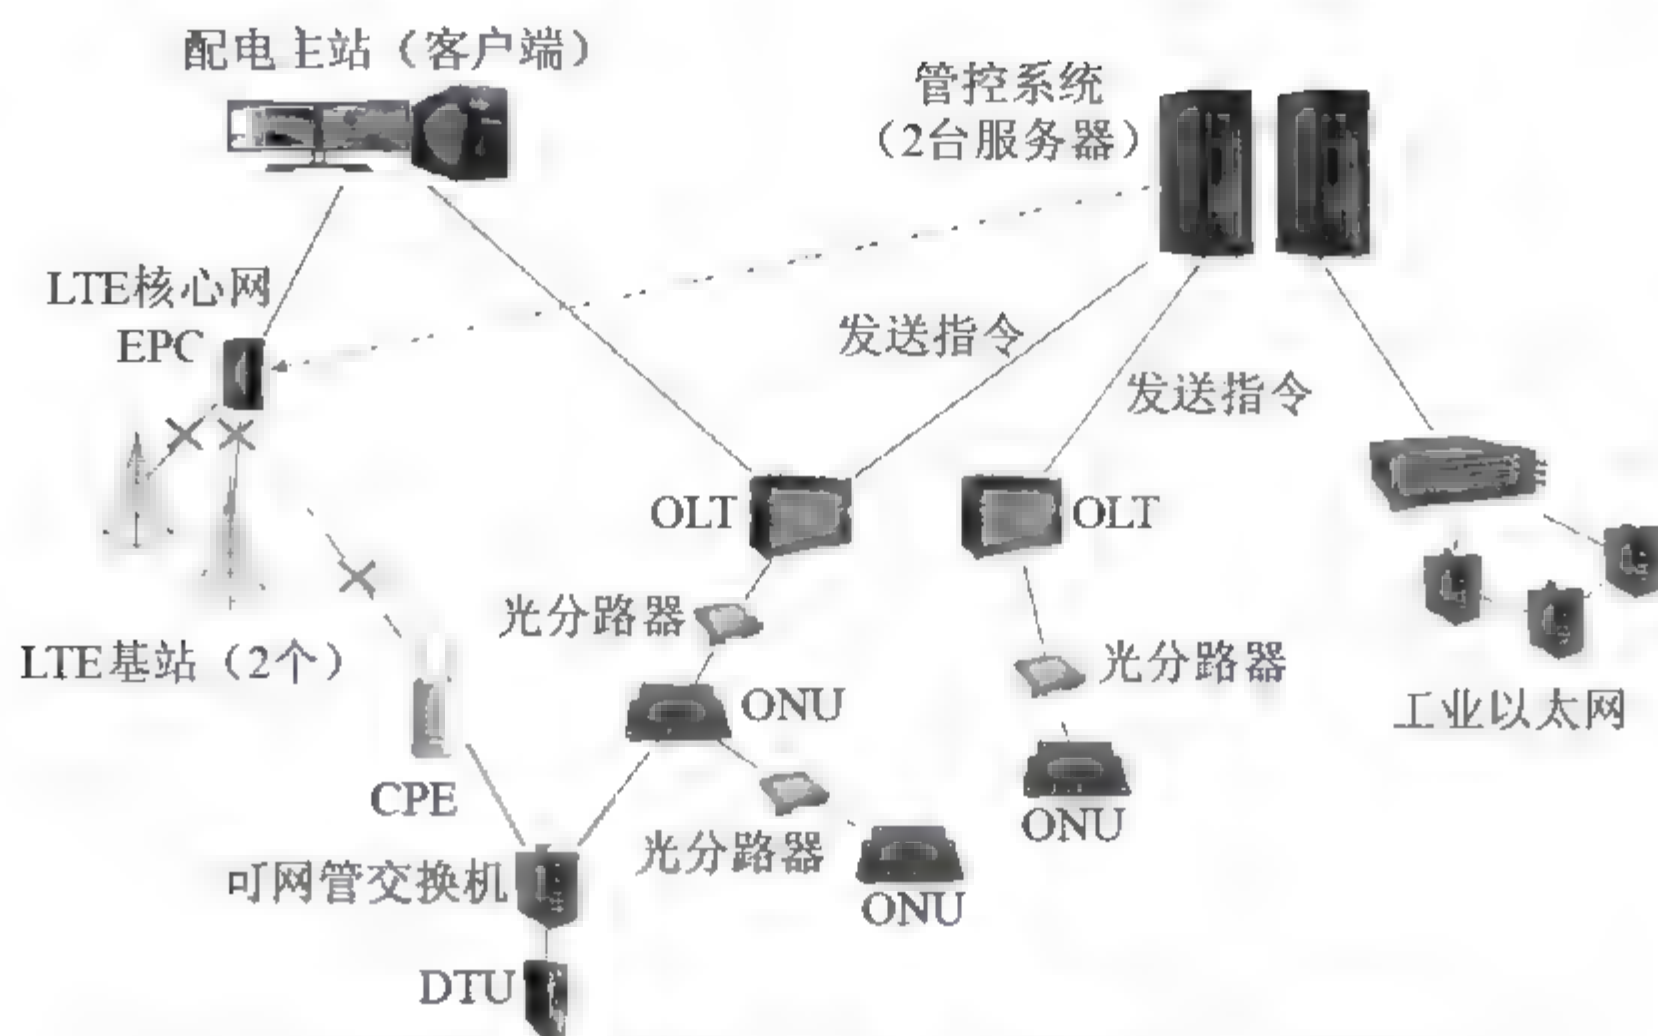 配电主站（客户端）
管控系统
（2台服务器）
LTE核心网
EPC
发送指令
发送指令
OLT
OLT
光分路器
光分路器
LTE基站（2个）
ONU
工业以太网
CPE
ONU
光分路器
可网管交换机
ONU
DTU